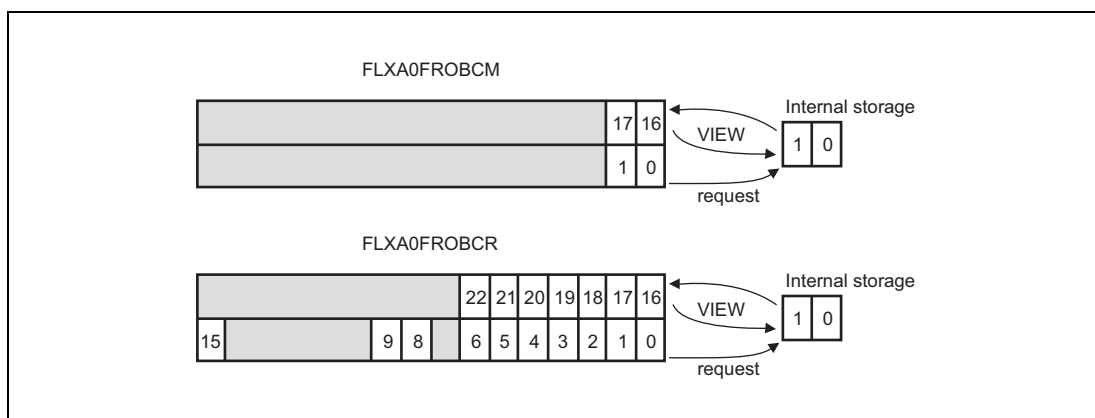 FLXA0FROBCM
17 16
1 0
VIEW
request
Internal storage
1 0
FLXA0FROBCR
22 21 20 19 18 17 16
15 9 8 6 5 4 3 2 1 0
VIEW
request
Internal storage
1 0